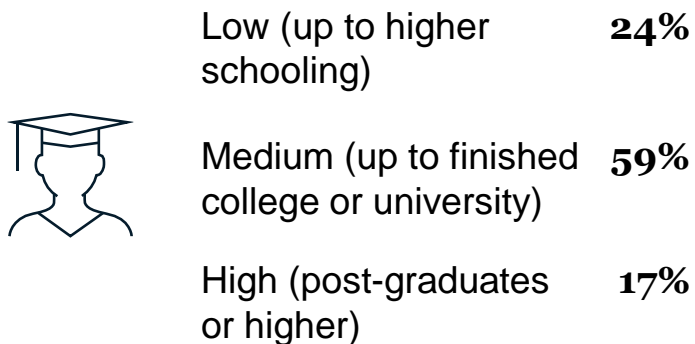 Low (up to higher 24%
schooling)
Medium (up to finished 59%
college or university)
High (post-graduates 17%
or higher)